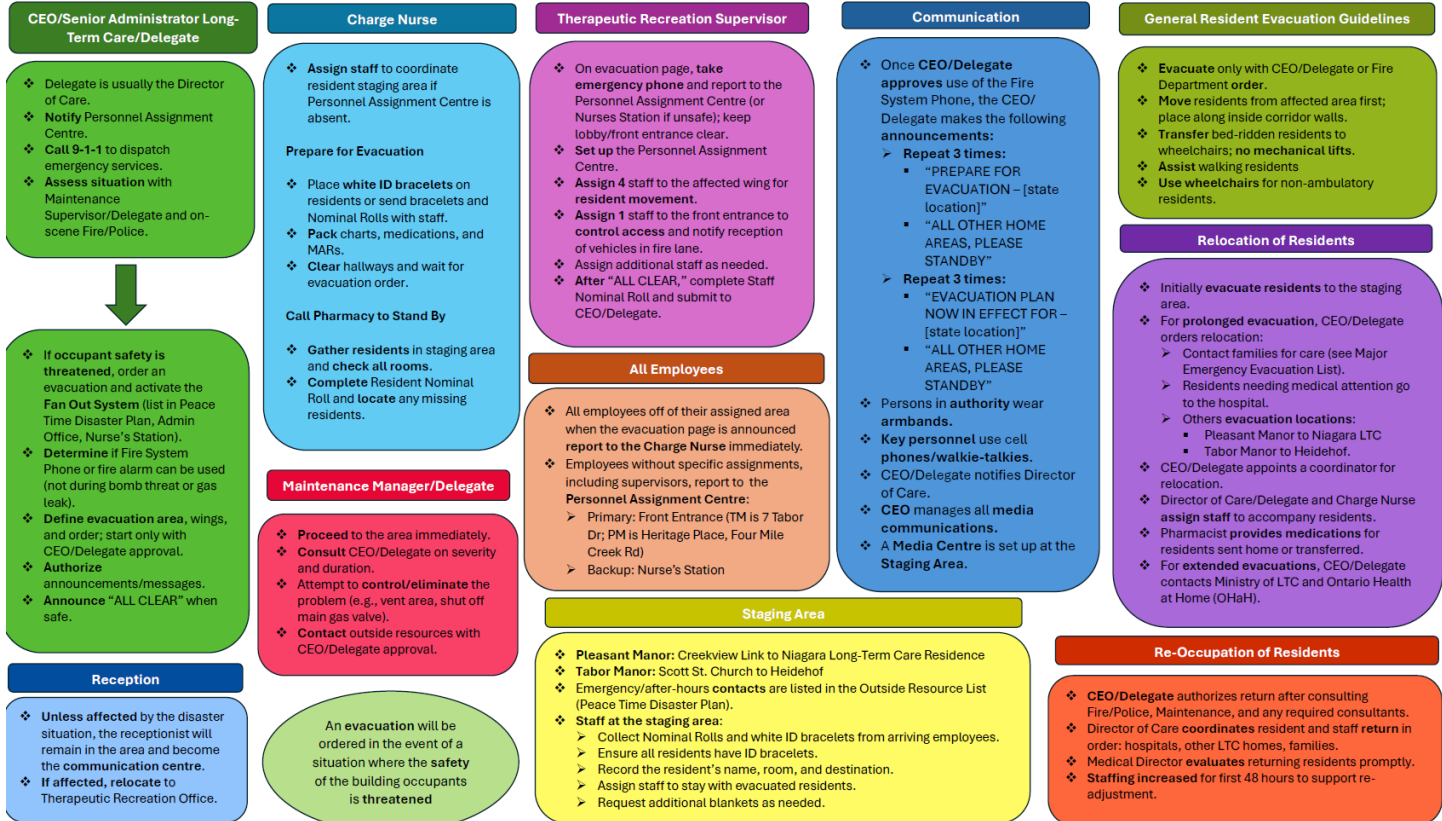 CEO/Senior Administrator Long-
Term Care/Delegate
❖ Delegate is usually the Director
of Care.
❖ Notify Personnel Assignment
Centre.
❖ Call 9-1-1 to dispatch
emergency services.
❖ Assess situation with
Maintenance
Supervisor/Delegate and on-
scene Fire/Police.
❖ If occupant safety is
threatened, order an
evacuation and activate the
Fan Out System (list in Peace
Time Disaster Plan, Admin
Office, Nurse's Station).
❖ Determine if Fire System
Phone or fire alarm can be used
(not during bomb threat or gas
leak).
❖ Define evacuation area, wings,
and order; start only with
CEO/Delegate approval.
❖ Authorize
announcements/messages.
❖ Announce “ALL CLEAR” when
safe.
Reception
❖ Unless affected by the disaster
situation, the receptionist will
remain in the area and become
the communication centre.
❖ If affected, relocate to
Therapeutic Recreation Office.
Charge Nurse
❖ Assign staff to coordinate
resident staging area if
Personnel Assignment Centre is
absent.
Prepare for Evacuation
❖ Place white ID bracelets on
residents or send bracelets and
Nominal Rolls with staff.
❖ Pack charts, medications, and
MARs.
❖ Clear hallways and wait for
evacuation order.
Call Pharmacy to Stand By
❖ Gather residents in staging area
and check all rooms.
❖ Complete Resident Nominal
Roll and locate any missing
residents.
Maintenance Manager/Delegate
❖ Proceed to the area immediately.
❖ Consult CEO/Delegate on severity
and duration.
❖ Attempt to control/eliminate the
problem (e.g., vent area, shut off
main gas valve).
❖ Contact outside resources with
CEO/Delegate approval.
An evacuation will be
ordered in the event of a
situation where the safety
of the building occupants
is threatened
Therapeutic Recreation Supervisor
❖ On evacuation page, take
emergency phone and report to the
Personnel Assignment Centre (or
Nurses Station if unsafe); keep
lobby/front entrance clear.
❖ Set up the Personnel Assignment
Centre.
❖ Assign 4 staff to the affected wing for
resident movement.
❖ Assign 1 staff to the front entrance to
control access and notify reception
of vehicles in fire lane.
❖ Assign additional staff as needed.
❖ After “ALL CLEAR,” complete Staff
Nominal Roll and submit to
CEO/Delegate.
All Employees
❖ All employees off of their assigned area
when the evacuation page is announced
report to the Charge Nurse immediately.
❖ Employees without specific assignments,
including supervisors, report to the
Personnel Assignment Centre:
➢ Primary: Front Entrance (TM is 7 Tabor
Dr; PM is Heritage Place, Four Mile
Creek Rd)
➢ Backup: Nurse's Station
Communication
❖ Once CEO/Delegate
approves use of the Fire
System Phone, the CEO/
Delegate makes the following
announcements:
➢ Repeat 3 times:
▪ “PREPARE FOR
EVACUATION – [state
location]”
▪ “ALL OTHER HOME
AREAS, PLEASE
STANDBY”
➢ Repeat 3 times:
▪ “EVACUATION PLAN
NOW IN EFFECT FOR –
[state location]”
▪ “ALL OTHER HOME
AREAS, PLEASE
STANDBY”
❖ Persons in authority wear
armbands.
❖ Key personnel use cell
phones/walkie-talkies.
❖ CEO/Delegate notifies Director
of Care.
❖ CEO manages all media
communications.
❖ A Media Centre is set up at the
Staging Area.
Staging Area
❖ Pleasant Manor: Creekview Link to Niagara Long-Term Care Residence
❖ Tabor Manor: Scott St. Church to Heidehof
❖ Emergency/after-hours contacts are listed in the Outside Resource List
(Peace Time Disaster Plan).
❖ Staff at the staging area:
➢ Collect Nominal Rolls and white ID bracelets from arriving employees.
➢ Ensure all residents have ID bracelets.
➢ Record the resident's name, room, and destination.
➢ Assign staff to stay with evacuated residents.
➢ Request additional blankets as needed.
General Resident Evacuation Guidelines
❖ Evacuate only with CEO/Delegate or Fire
Department order.
❖ Move residents from affected area first;
place along inside corridor walls.
❖ Transfer bed-ridden residents to
wheelchairs; no mechanical lifts.
❖ Assist walking residents
❖ Use wheelchairs for non-ambulatory
residents.
Relocation of Residents
❖ Initially evacuate residents to the staging
area.
❖ For prolonged evacuation, CEO/Delegate
orders relocation:
➢ Contact families for care (see Major
Emergency Evacuation List).
➢ Residents needing medical attention go
to the hospital.
➢ Others evacuation locations:
▪ Pleasant Manor to Niagara LTC
▪ Tabor Manor to Heidehof.
❖ CEO/Delegate appoints a coordinator for
relocation.
❖ Director of Care/Delegate and Charge Nurse
assign staff to accompany residents.
❖ Pharmacist provides medications for
residents sent home or transferred.
❖ For extended evacuations, CEO/Delegate
contacts Ministry of LTC and Ontario Health
at Home (OHaH).
Re-Occupation of Residents
❖ CEO/Delegate authorizes return after consulting
Fire/Police, Maintenance, and any required consultants.
❖ Director of Care coordinates resident and staff return in
order: hospitals, other LTC homes, families.
❖ Medical Director evaluates returning residents promptly.
❖ Staffing increased for first 48 hours to support re-
adjustment.